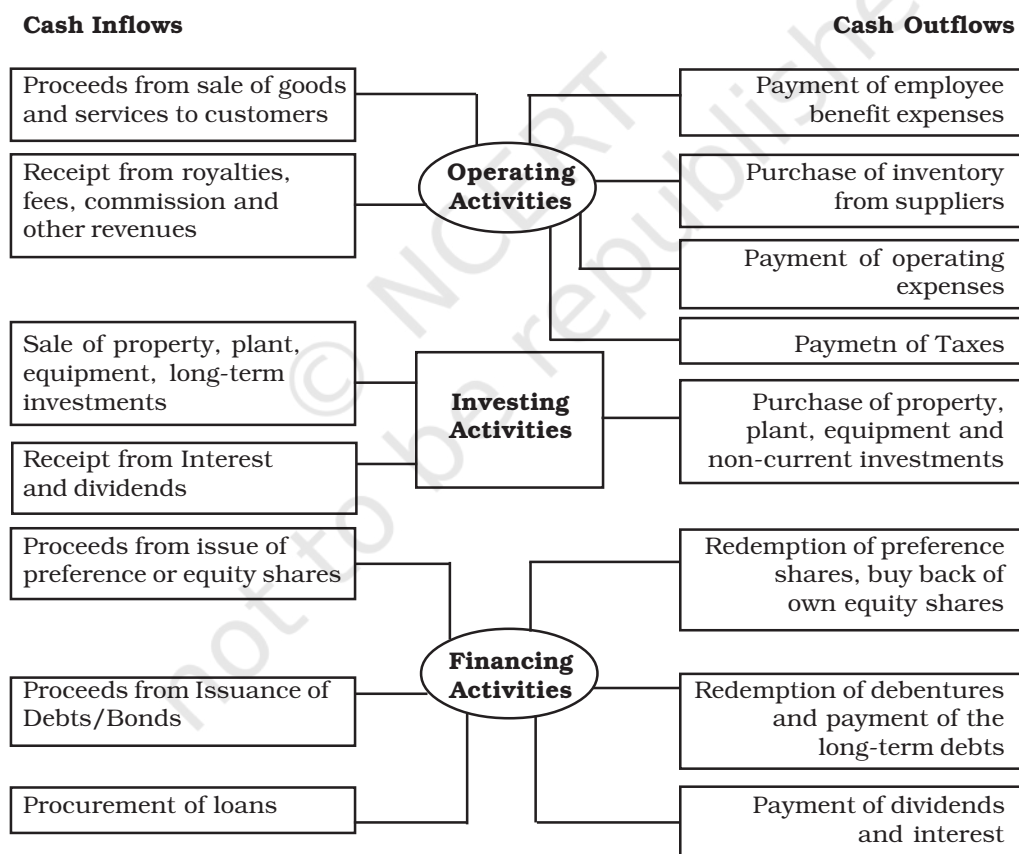 Cash Inflows
Cash Outflows
Proceeds from sale of goods
and services to customers
Payment of employee
benefit expenses
Operating
Activities
Receipt from royalties,
fees, commission and
other revenues
Purchase of inventory
from suppliers
Payment of operating
expenses
Sale of property, plant,
equipment, long-term
investments
Paymetn of Taxes
Investing
Activities
Purchase of property,
plant, equipment and
non-current investments
Receipt from Interest
and dividends
Proceeds from issue of
preference or equity shares
Redemption of preference
shares, buy back of
own equity shares
Financing
Activities
Proceeds from Issuance of
Debts/Bonds
Redemption of debentures
and payment of the
long-term debts
Procurement of loans
Payment of dividends
and interest
© NCERT
not to be republishe